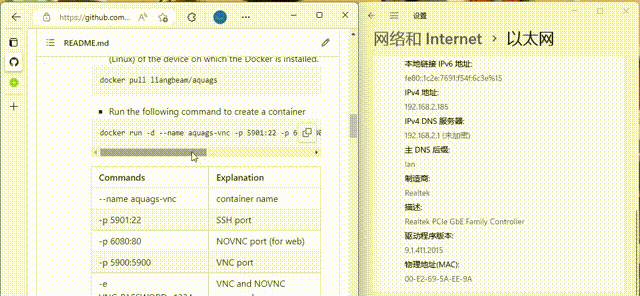 https://github.com
README.md
(Linux) of the device on which the Docker is installed.
docker pull liangbeam/aquags
Run the following command to create a container
docker run -d --name aquags-vnc -p 5901:22 -p 6
Commands Explanation
--name aquags-vnc container name
-p 5901:22 SSH port
-p 6080:80 NOVNC port (for web)
-p 5900:5900 VNC port
-e VNC and NOVNC
设置
网络和 Internet > 以太网
本地链接 IPv6 地址:
fe80::1c2e:7691:f54f:6c3e%15
IPv4 地址:
192.168.2.185
IPv4 DNS 服务器:
192.168.2.1 (未加密)
主 DNS 后缀:
lan
制造商:
Realtek
描述:
Realtek PCIe GbE Family Controller
驱动程序版本:
9.1.411.2015
物理地址(MAC):
00-E2-69-5A-EE-9A